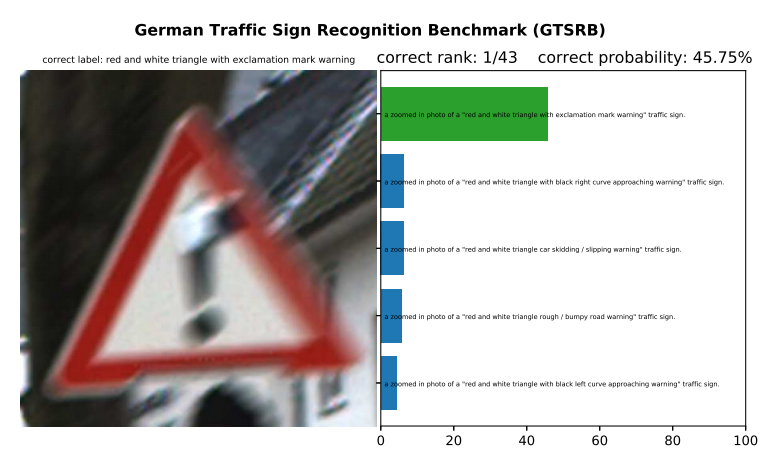 German Traffic Sign Recognition Benchmark (GTSRB)
correct label: red and white triangle with exclamation mark warning
correct rank: 1/43    correct probability: 45.75%
a zoomed in photo of a "red and white triangle with exclamation mark warning" traffic sign.
a zoomed in photo of a "red and white triangle with black right curve approaching warning" traffic sign.
a zoomed in photo of a "red and white triangle car skidding / slipping warning" traffic sign.
a zoomed in photo of a "red and white triangle rough / bumpy road warning" traffic sign.
a zoomed in photo of a "red and white triangle with black left curve approaching warning" traffic sign.
0 20 40 60 80 100